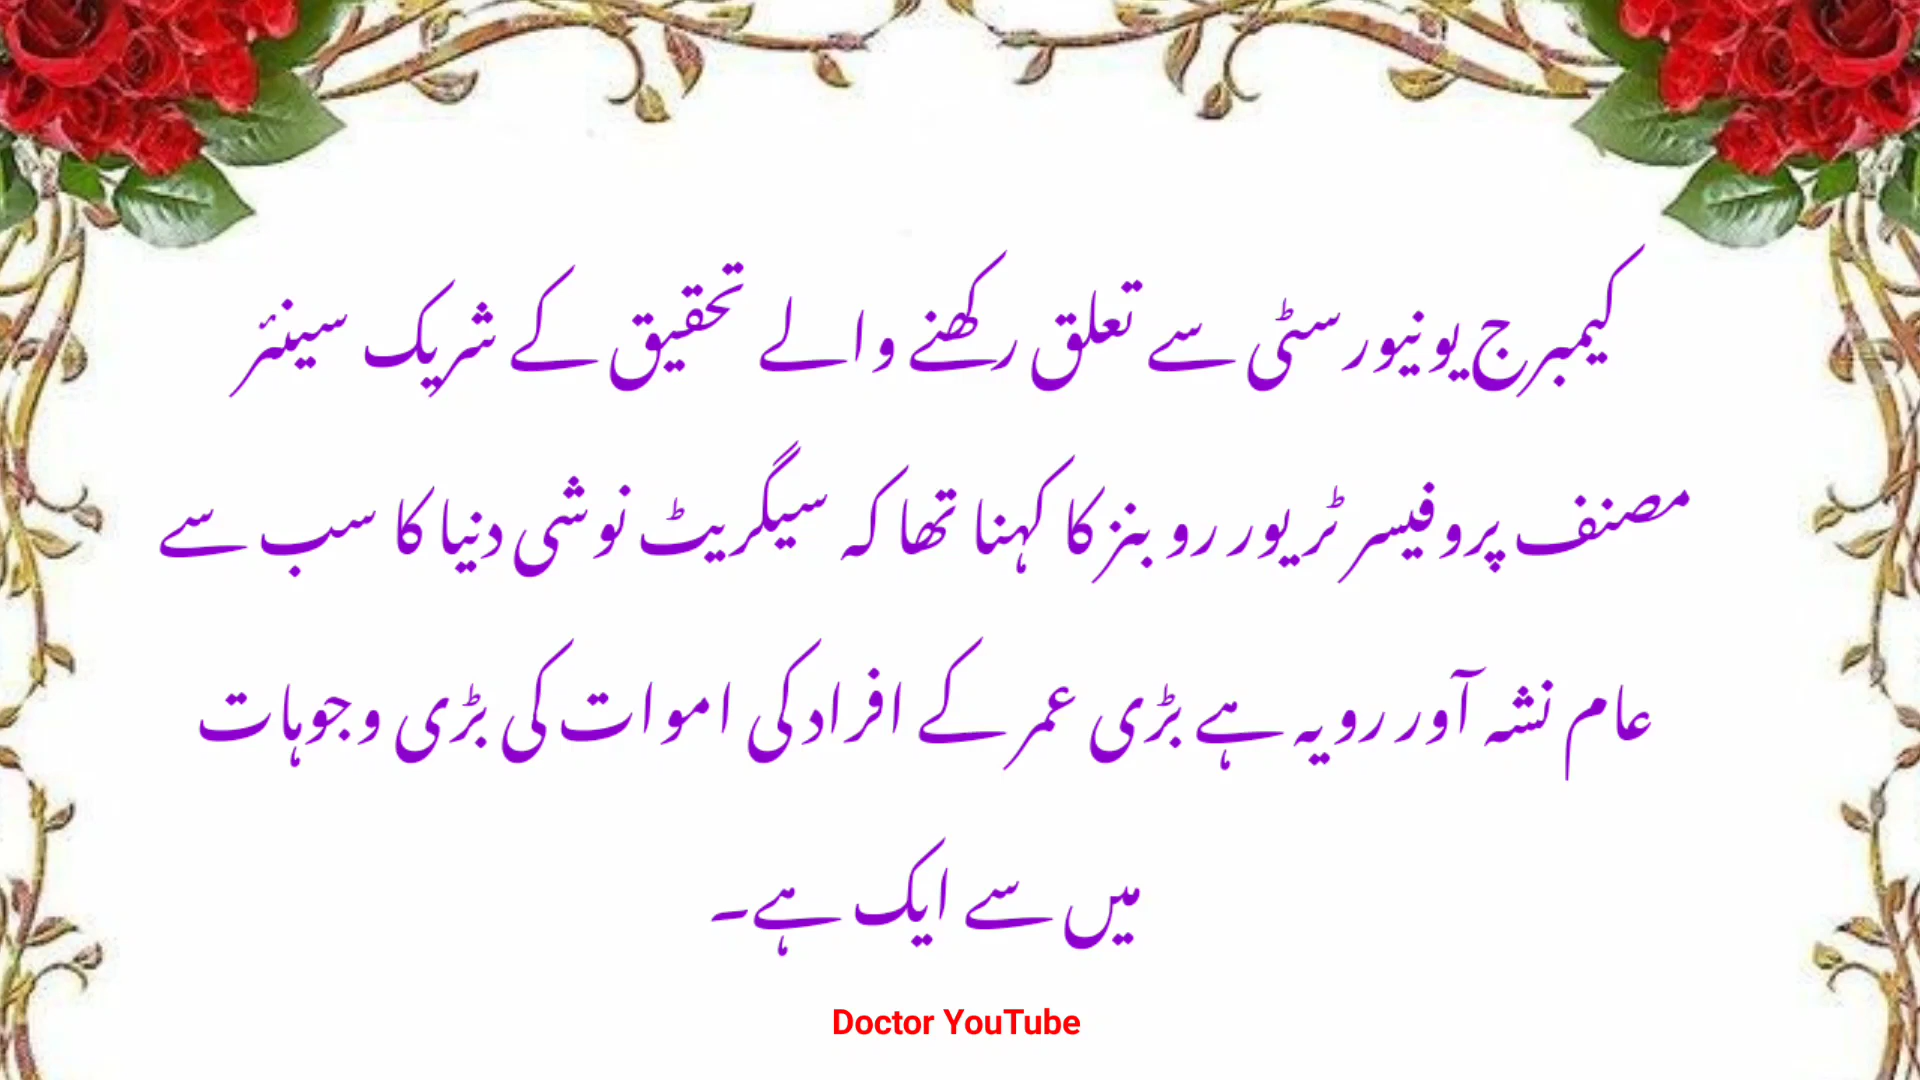 کیمبرج یونیورسٹی سے تعلق رکھنے والے تحقیق کے شریک سینئر
مصنف پروفیسر ٹریور روبنز کا کہنا تھا کہ سیگریٹ نوشی دنیا کا سب سے
عام نشہ آور رویہ ہے بڑی عمر کے افراد کی اموات کی بڑی وجوہات
میں سے ایک ہے۔
Doctor YouTube